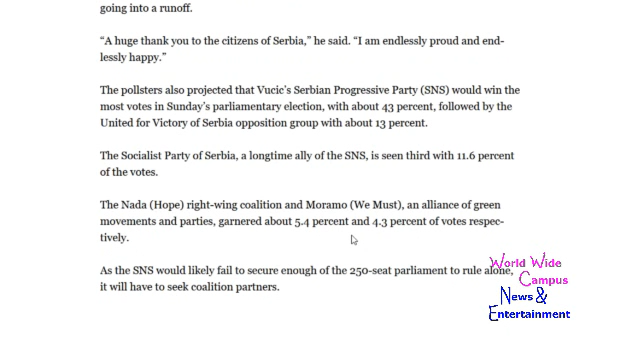 going into a runoff.
“A huge thank you to the citizens of Serbia,” he said. “I am endlessly proud and end-
lessly happy.”
The pollsters also projected that Vucic’s Serbian Progressive Party (SNS) would win the
most votes in Sunday’s parliamentary election, with about 43 percent, followed by the
United for Victory of Serbia opposition group with about 13 percent.
The Socialist Party of Serbia, a longtime ally of the SNS, is seen third with 11.6 percent
of the votes.
The Nada (Hope) right-wing coalition and Moramo (We Must), an alliance of green
movements and parties, garnered about 5.4 percent and 4.3 percent of votes respec-
tively.
As the SNS would likely fail to secure enough of the 250-seat parliament to rule alone,
it will have to seek coalition partners.
World Wide
Campus
News &
Entertainment